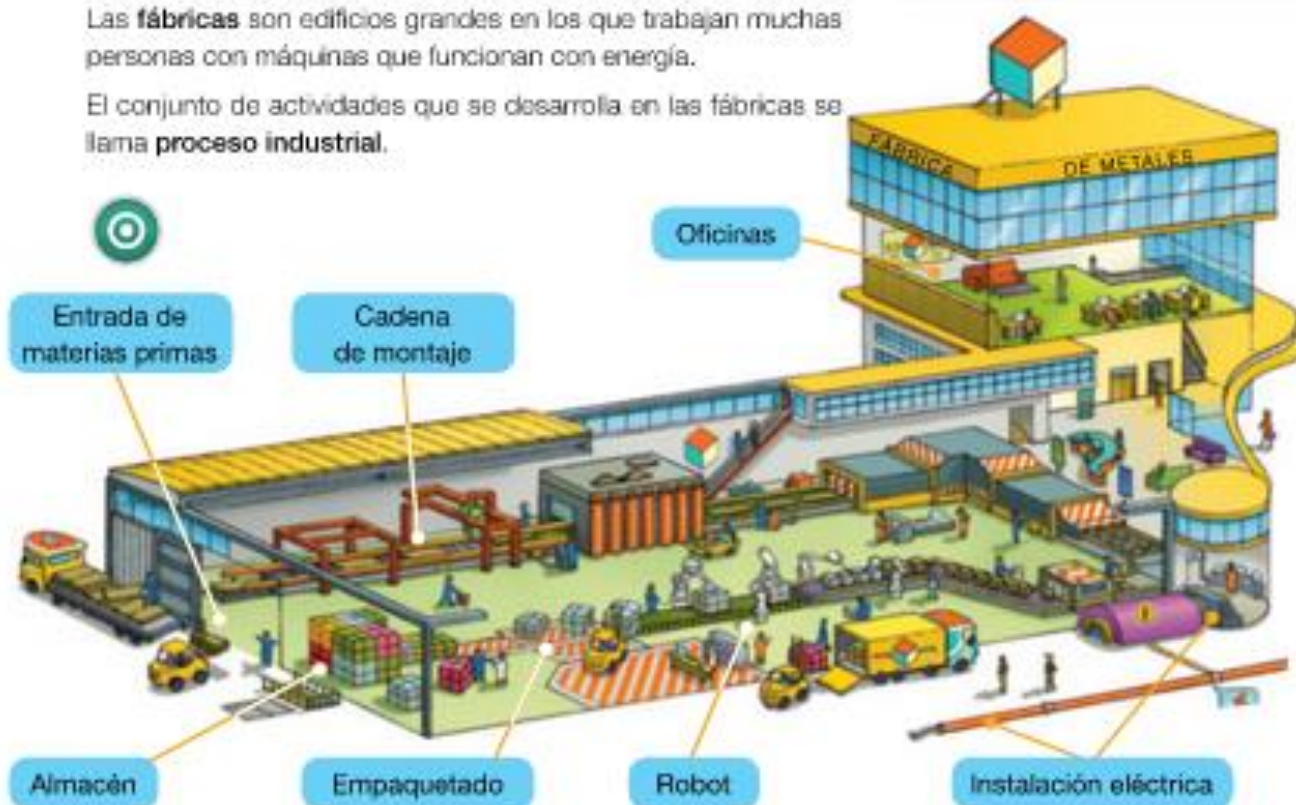 Las fábricas son edificios grandes en los que trabajan muchas
personas con máquinas que funcionan con energía.
El conjunto de actividades que se desarrolla en las fábricas se
llama proceso industrial.
FÁBRICA DE METALES
Oficinas
Entrada de
materias primas
Cadena
de montaje
Almacén
Empaquetado
Robot
Instalación eléctrica